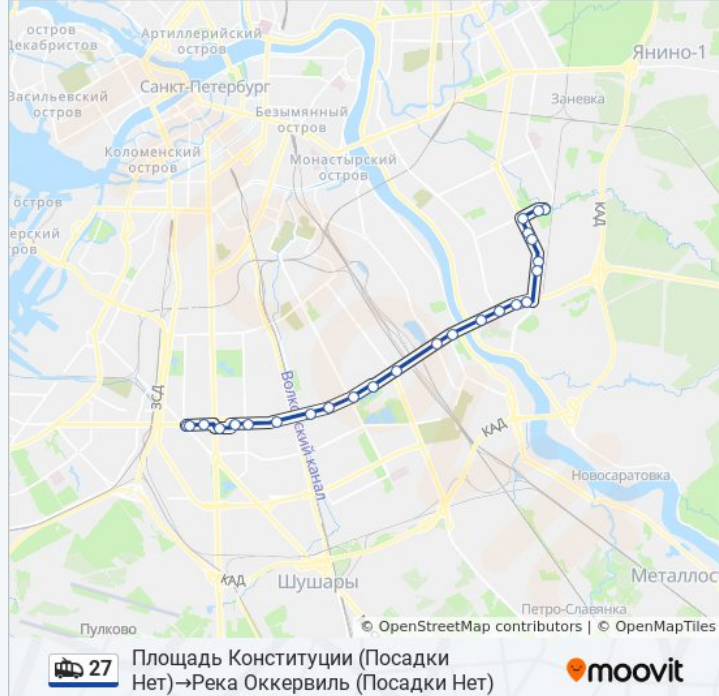 остров
Декабристов
Артиллерийский
остров
Янино-1
Санкт-Петербург
Заневка
Васильевский
остров
Безымянный
остров
Коломенский
остров
Монастырский
остров
остров
ров
КАД
ЗСД
КАД
Новосаратовка
КАД
Шушары
Металлос
Петро-Славянка
Пулково
© OpenStreetMap contributors | © OpenMapTiles
27
Площадь Конституции (Посадки
Нет)→Река Оккервиль (Посадки Нет)
moovit